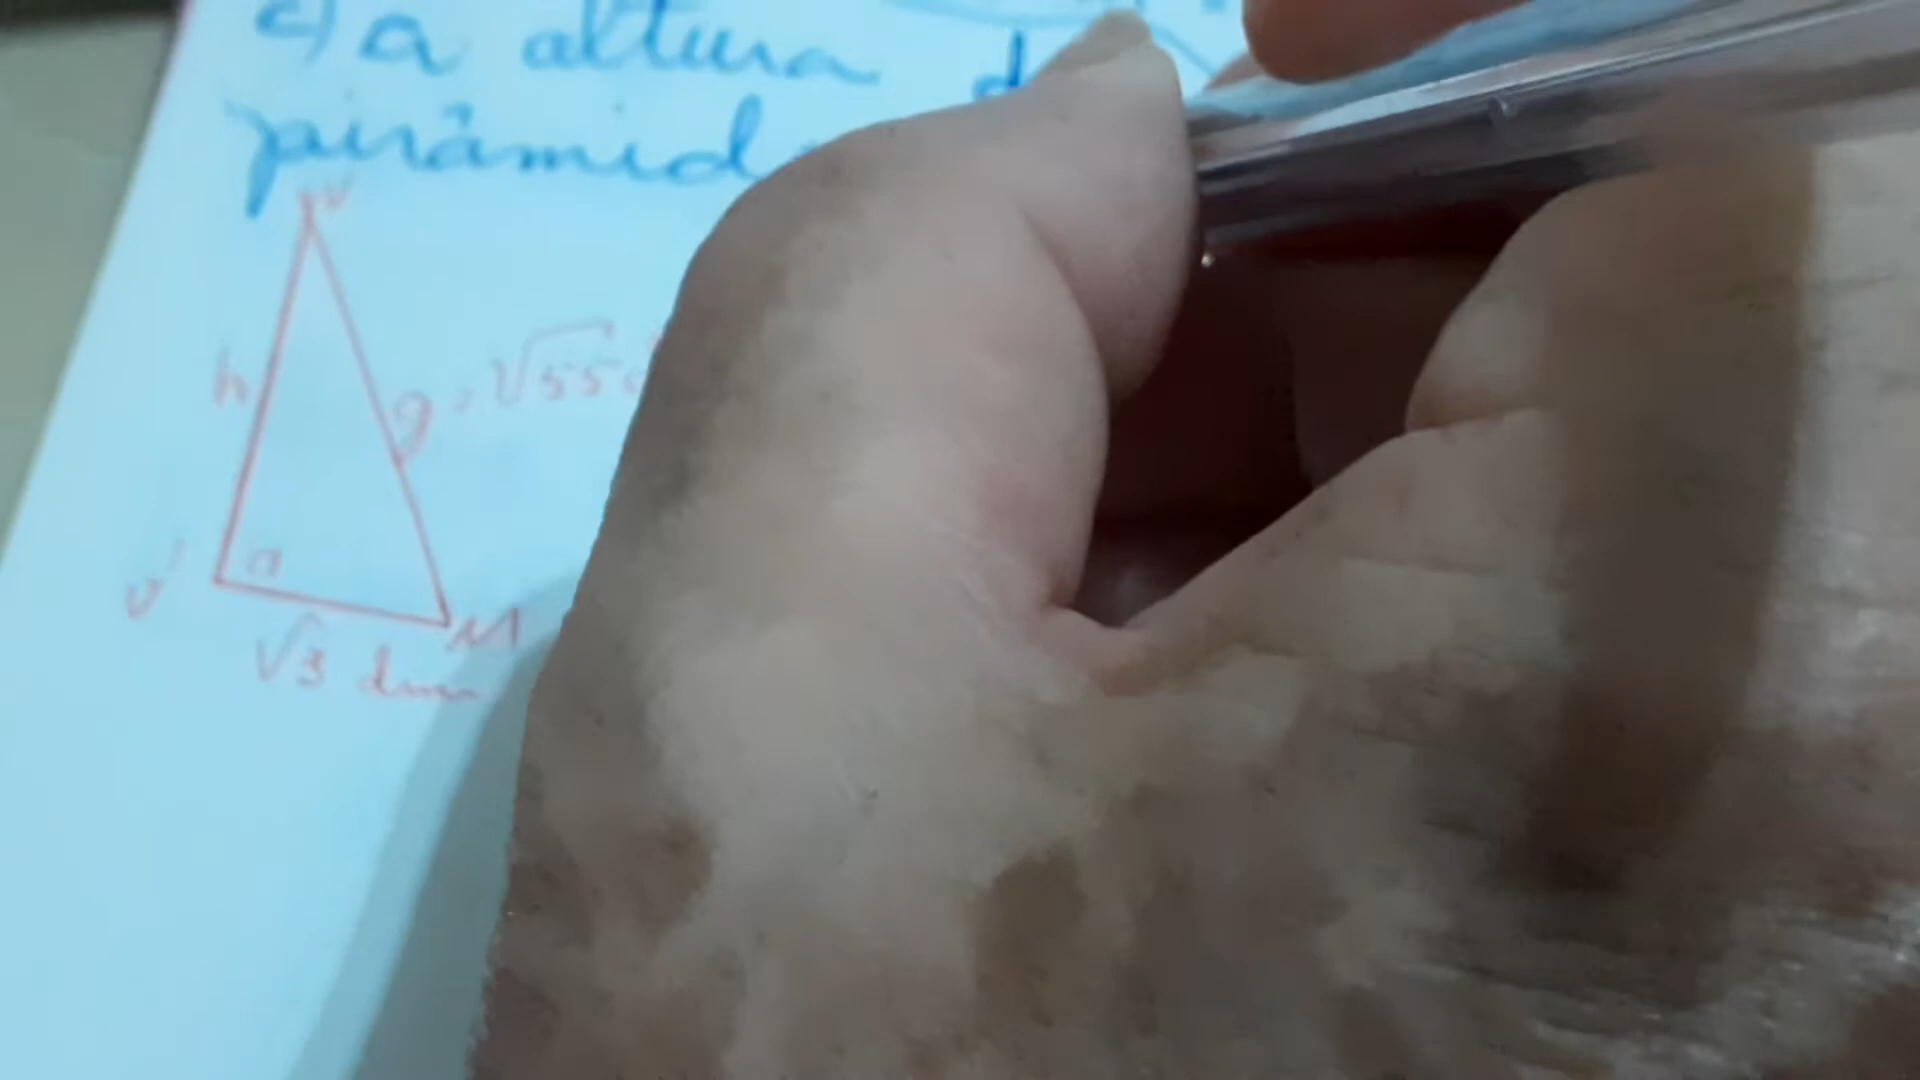 c) a altura
pirâmid
V
h
g = √55
V'
M
√3 dm